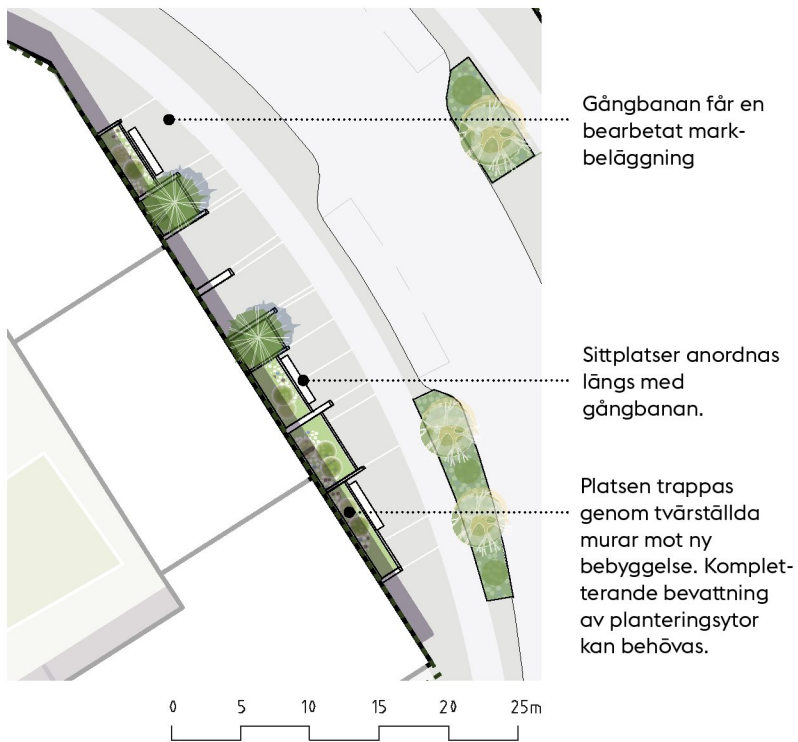 Gångbanan får en
bearbetat mark-
beläggning
Sittplatser anordnas
längs med
gångbanan.
Platsen trappas
genom tvärställda
murar mot ny
bebyggelse. Komplet-
terande bevattning
av planteringsytor
kan behövas.
0 5 10 15 20 25m